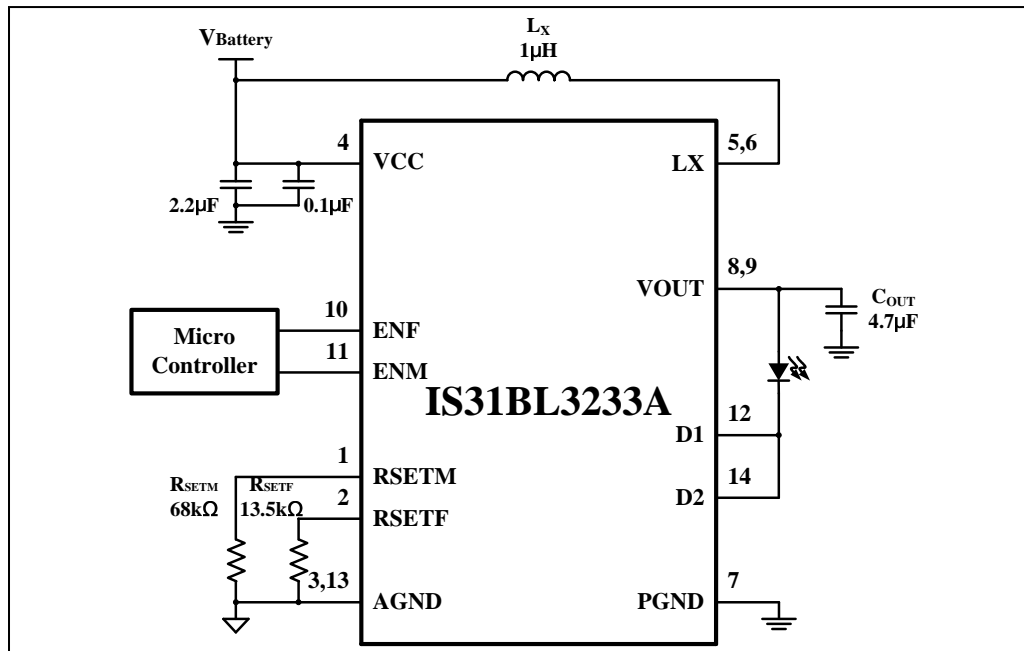 VBattery
LX
1μH
4
VCC
5,6
LX
2.2μF
0.1μF
8,9
VOUT
COUT
4.7μF
10
ENF
Micro
Controller
11
ENM
IS31BL3233A
12
D1
14
D2
1
RSETM
RSETM
68kΩ
RSETF
13.5kΩ
2
RSETF
3,13
AGND
7
PGND